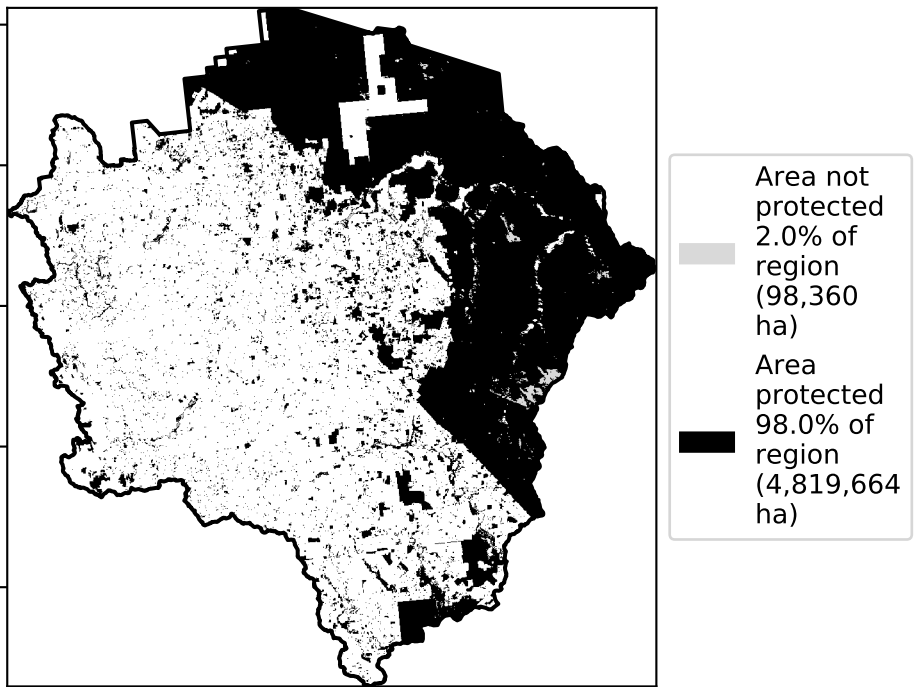 Area not
protected
2.0% of
region
(98,360
ha)
Area
protected
98.0% of
region
(4,819,664
ha)